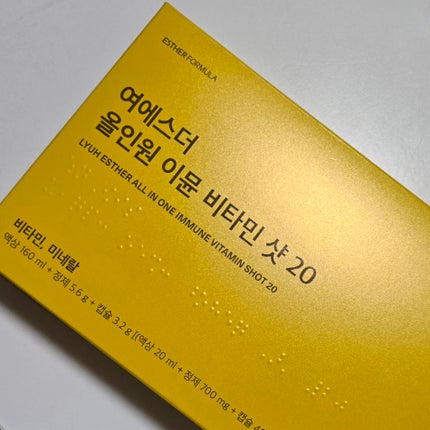 ESTHER FORMULA
여에스더
올인원 이뮨 비타민 샷 20
LYUH ESTHER ALL IN ONE IMMUNE VITAMIN SHOT 20
비타민, 미네랄
액상 160 ml + 정제 5.6 g + 캡슐 3.2 g [(액상 20 ml + 정제 700 mg + 캡슐